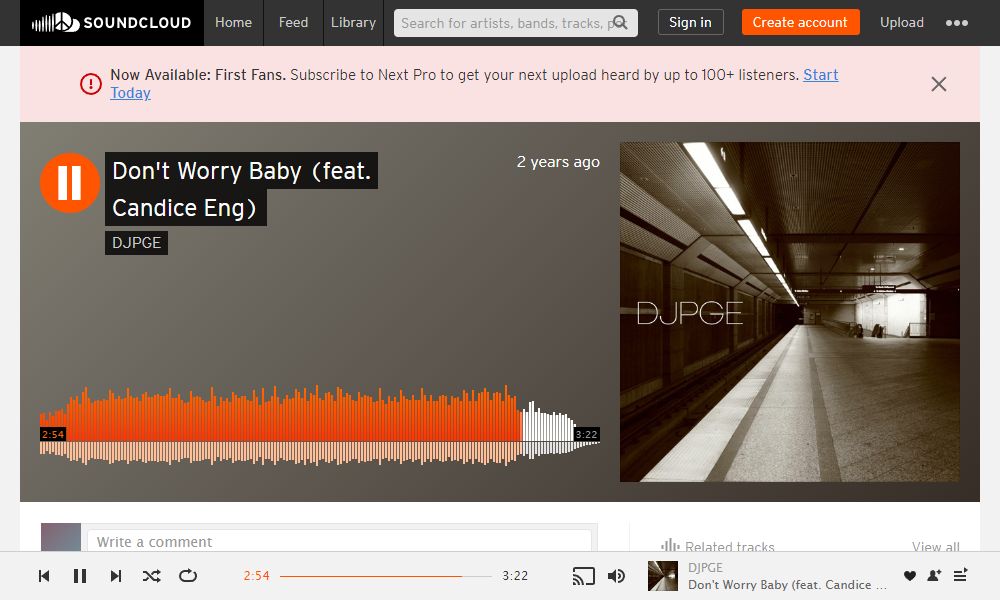 SOUNDCLOUD
Home
Feed
Library
Search for artists, bands, tracks, po
Sign in
Create account
Upload
Now Available: First Fans. Subscribe to Next Pro to get your next upload heard by up to 100+ listeners. Start
Today
Don't Worry Baby (feat.
Candice Eng)
DJPGE
2 years ago
DJPGE
2:54
3:22
Write a comment
Related tracks
View all
2:54
3:22
DJPGE
Don't Worry Baby (feat. Candice ...